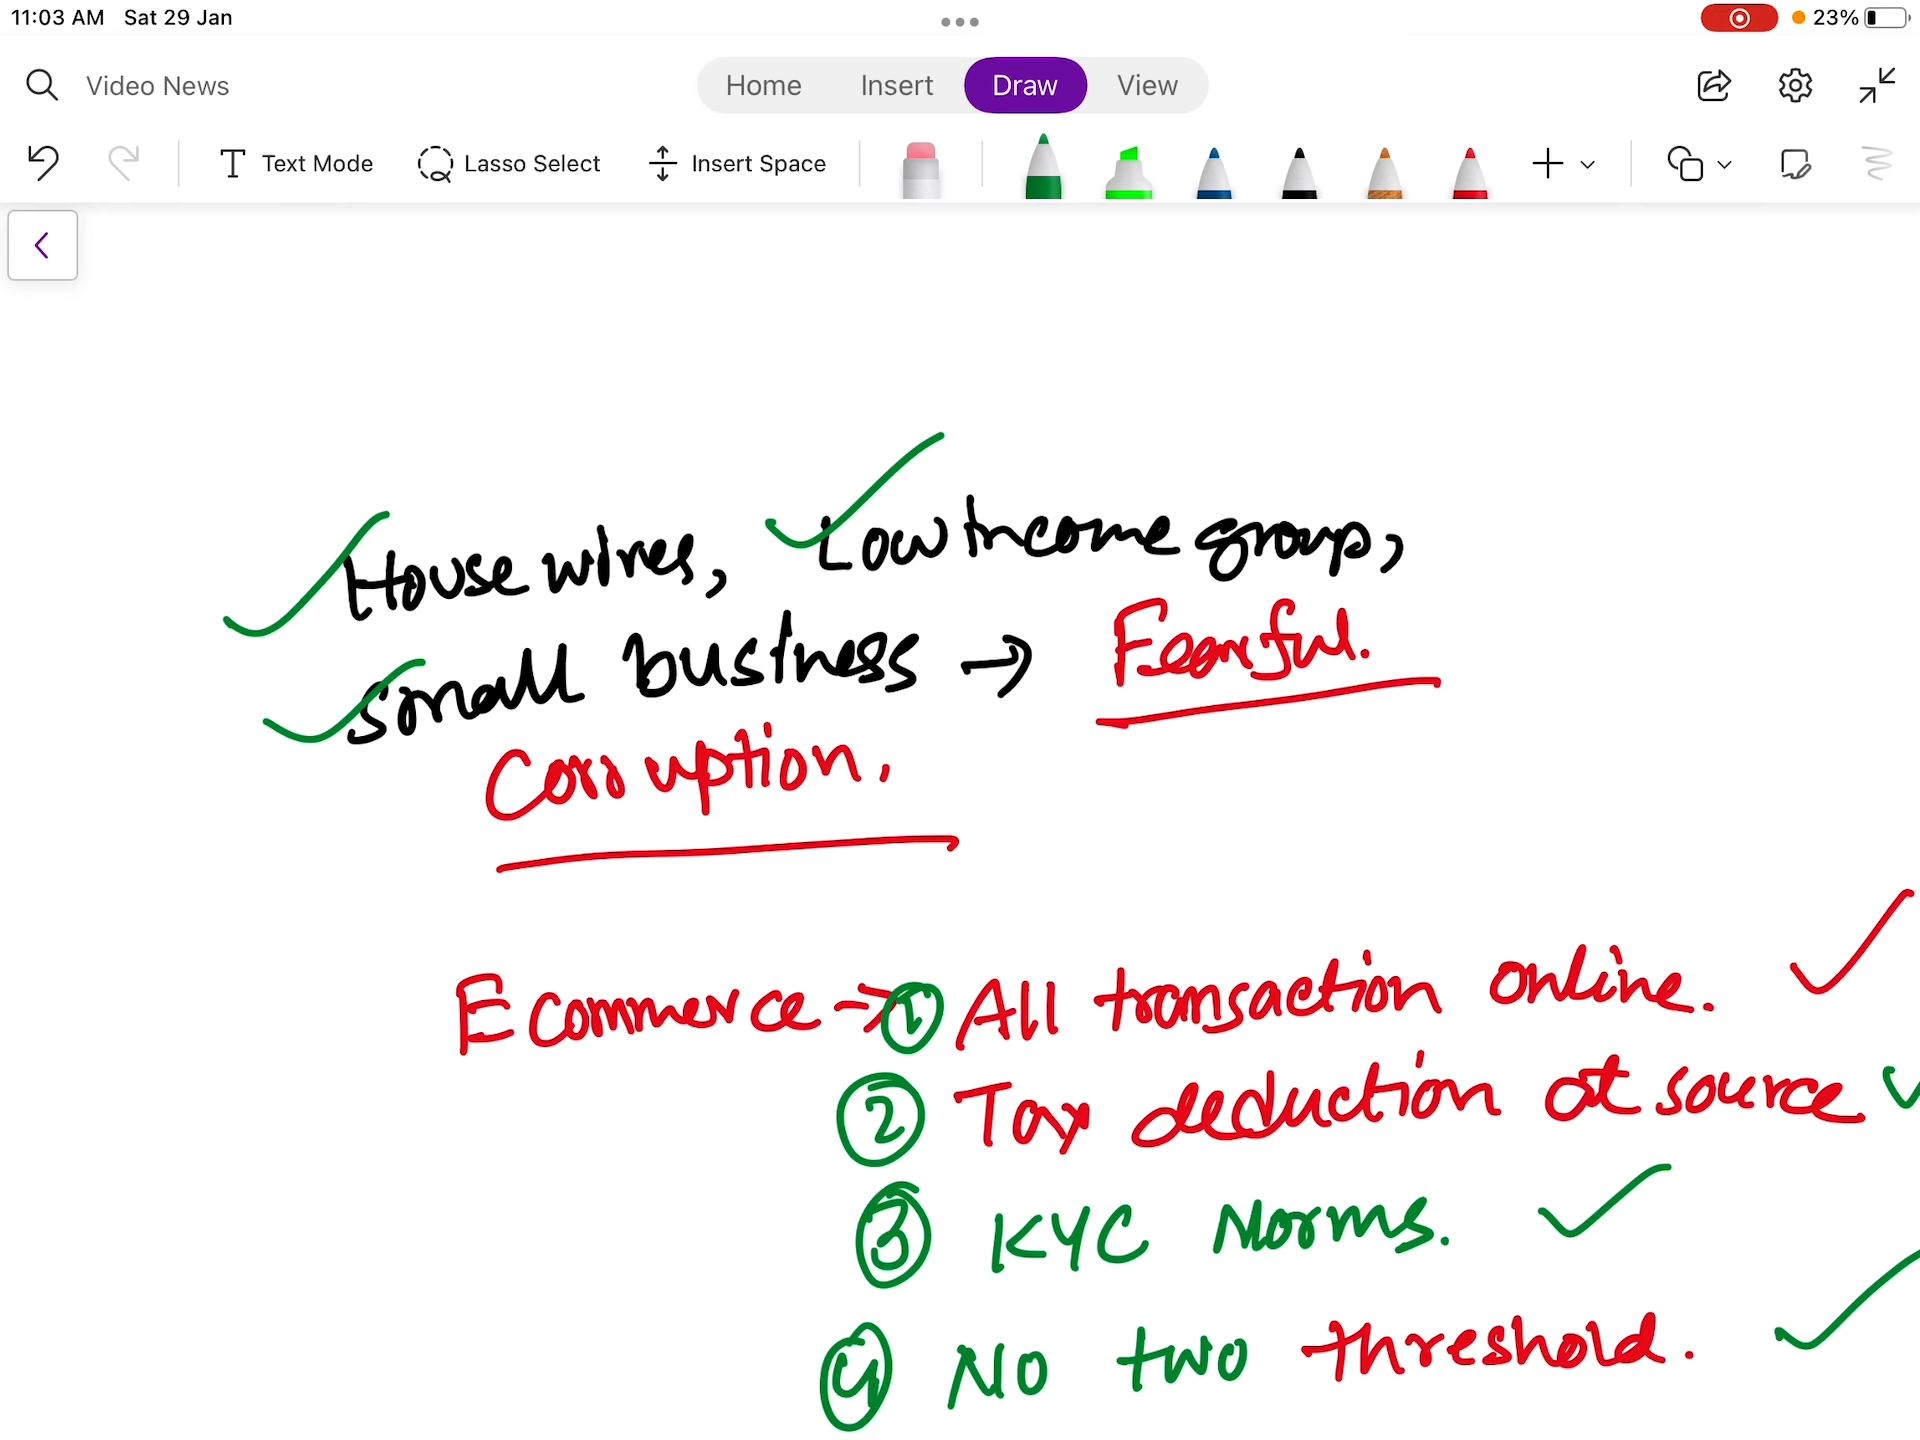 11:03 AM Sat 29 Jan
23%
Video News
Home Insert Draw View
Text Mode Lasso Select Insert Space
House wives, Low income group,
Small business → Fearful.
Corruption.
Ecommerce → ① All transaction online.
② Tax deduction at source
③ KYC Norms.
④ No two threshold.